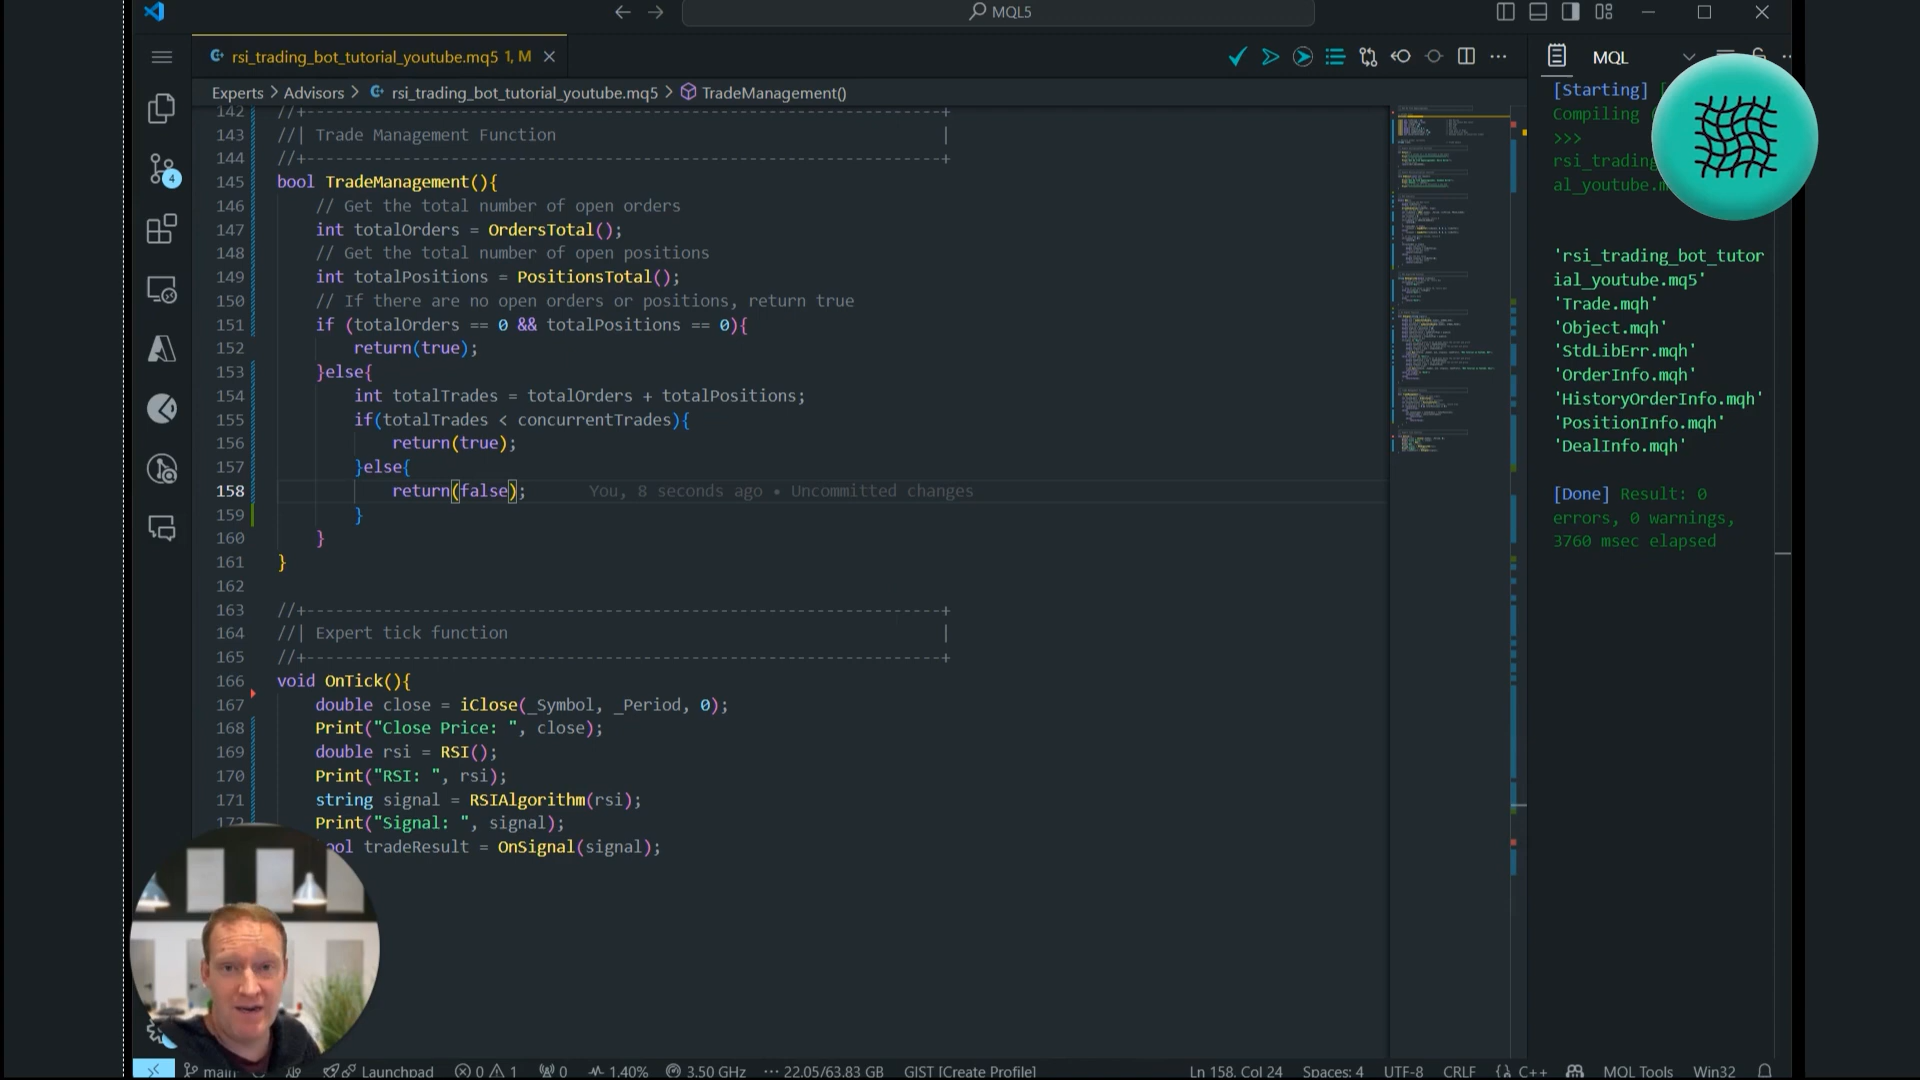 MQL5
rsi_trading_bot_tutorial_youtube.mq5 1, M
Experts > Advisors > rsi_trading_bot_tutorial_youtube.mq5 > TradeManagement()
142 //+------------------------------------------------------------------+
143 //| Trade Management Function |
144 //+------------------------------------------------------------------+
145 bool TradeManagement(){
146 // Get the total number of open orders
147 int totalOrders = OrdersTotal();
148 // Get the total number of open positions
149 int totalPositions = PositionsTotal();
150 // If there are no open orders or positions, return true
151 if (totalOrders == 0 && totalPositions == 0){
152 return(true);
153 }else{
154 int totalTrades = totalOrders + totalPositions;
155 if(totalTrades < concurrentTrades){
156 return(true);
157 }else{
158 return(false); You, 8 seconds ago • Uncommitted changes
159 }
160 }
161 }
162
163 //+------------------------------------------------------------------+
164 //| Expert tick function |
165 //+------------------------------------------------------------------+
166 void OnTick(){
167 double close = iClose(_Symbol, _Period, 0);
168 Print("Close Price: ", close);
169 double rsi = RSI();
170 Print("RSI: ", rsi);
171 string signal = RSIAlgorithm(rsi);
172 Print("Signal: ", signal);
ool tradeResult = OnSignal(signal);
4
MQL
[Starting]
Compiling
>>>
rsi_trading
al_youtube.m
'rsi_trading_bot_tutor
ial_youtube.mq5'
'Trade.mqh'
'Object.mqh'
'StdLibErr.mqh'
'OrderInfo.mqh'
'HistoryOrderInfo.mqh'
'PositionInfo.mqh'
'DealInfo.mqh'
[Done] Result: 0
errors, 0 warnings,
3760 msec elapsed
main Launchpad 0 1 0 1.40% 3.50 GHz 22.05/63.83 GB GIST [Create Profile] Ln 158, Col 24 Spaces: 4 UTF-8 CRLF C++ MQL Tools Win32